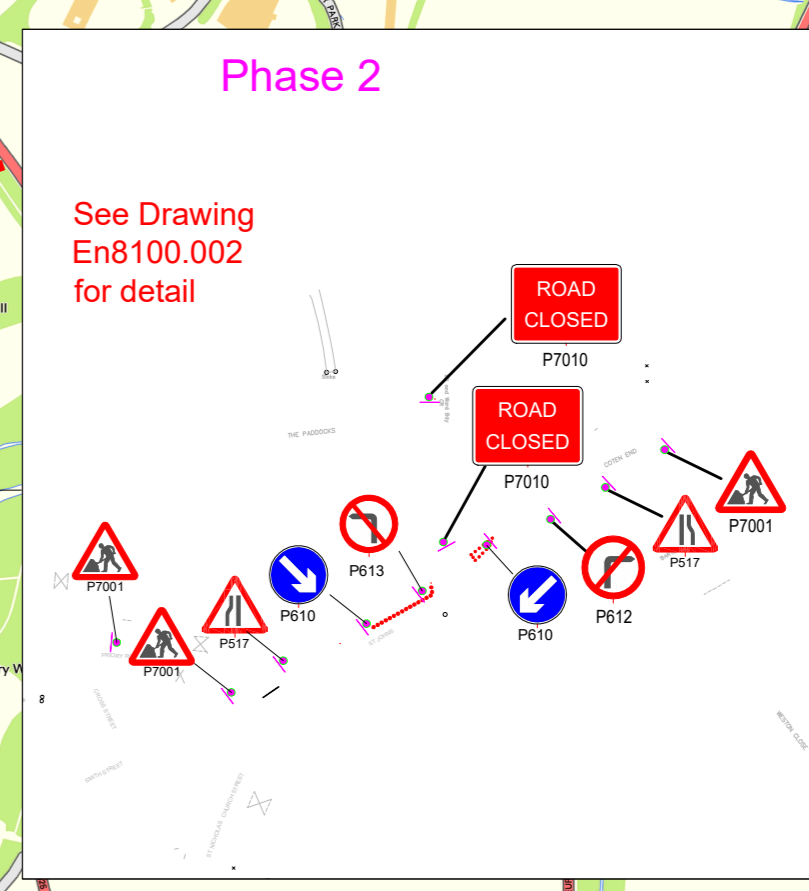 Phase 2
See Drawing
En8100.002
for detail
ROAD
CLOSED
P7010
ROAD
CLOSED
P7010
THE PADDOCKS
COTEN END
P7001
P517
P613
P610
P612
P610
P7001
P517
P7001
ST JOHNS
CROSS STREET
SMITH STREET
ST NICHOLAS CHURCH STREET
WESTON CLOSE
PARK